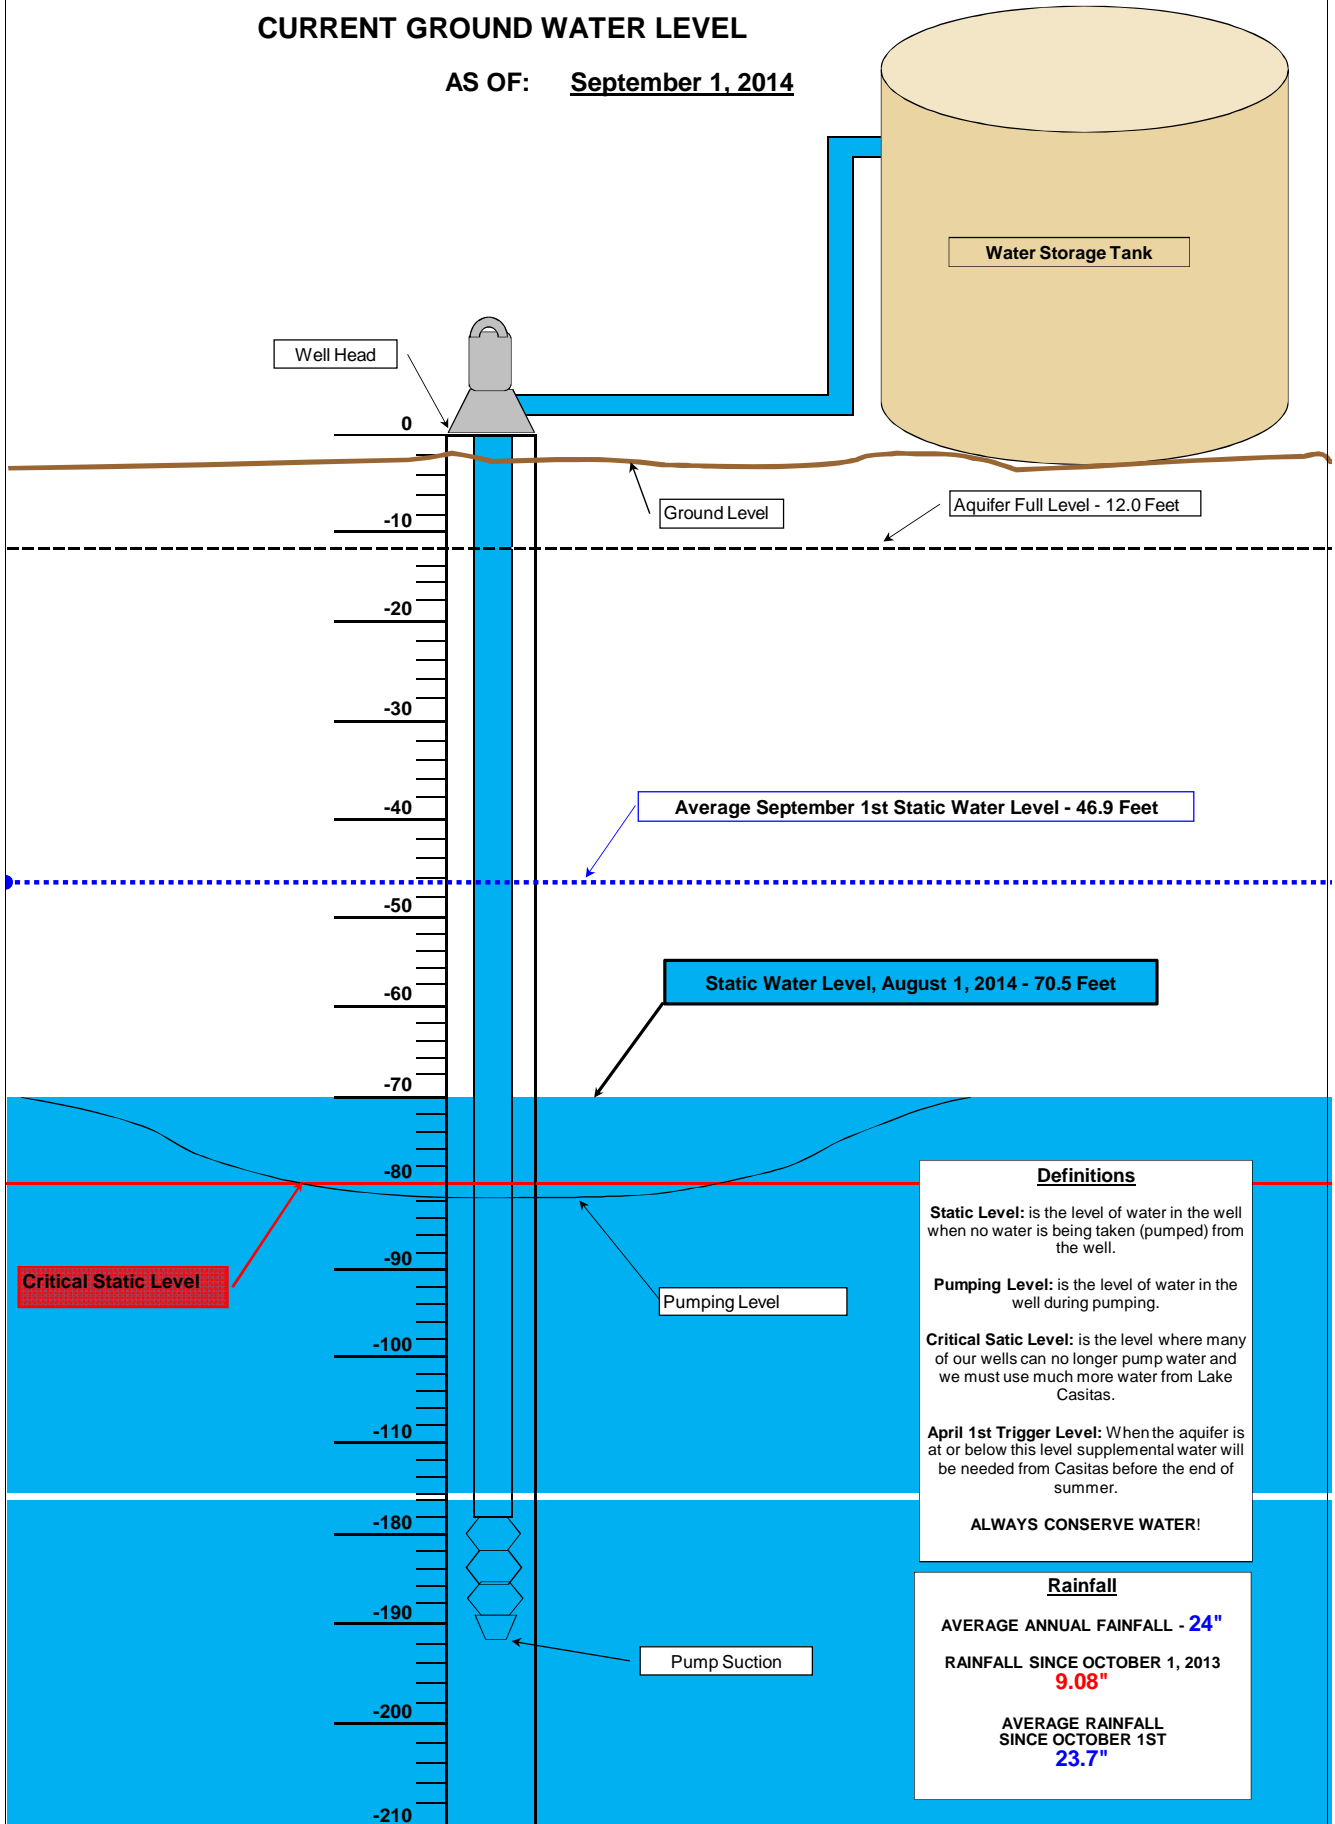 CURRENT GROUND WATER LEVEL
AS OF: September 1, 2014
Water Storage Tank
Well Head
0
Ground Level
Aquifer Full Level - 12.0 Feet
-10
-20
-30
-40
Average September 1st Static Water Level - 46.9 Feet
-50
Static Water Level, August 1, 2014 - 70.5 Feet
-60
-70
-80
Critical Static Level
-90
Pumping Level
-100
-110
-180
-190
Pump Suction
-200
-210
Definitions
Static Level: is the level of water in the well
when no water is being taken (pumped) from
the well.
Pumping Level: is the level of water in the
well during pumping.
Critical Satic Level: is the level where many
of our wells can no longer pump water and
we must use much more water from Lake
Casitas.
April 1st Trigger Level: When the aquifer is
at or below this level supplemental water will
be needed from Casitas before the end of
summer.
ALWAYS CONSERVE WATER!
Rainfall
AVERAGE ANNUAL FAINFALL - 24"
RAINFALL SINCE OCTOBER 1, 2013
9.08"
AVERAGE RAINFALL
SINCE OCTOBER 1ST
23.7"